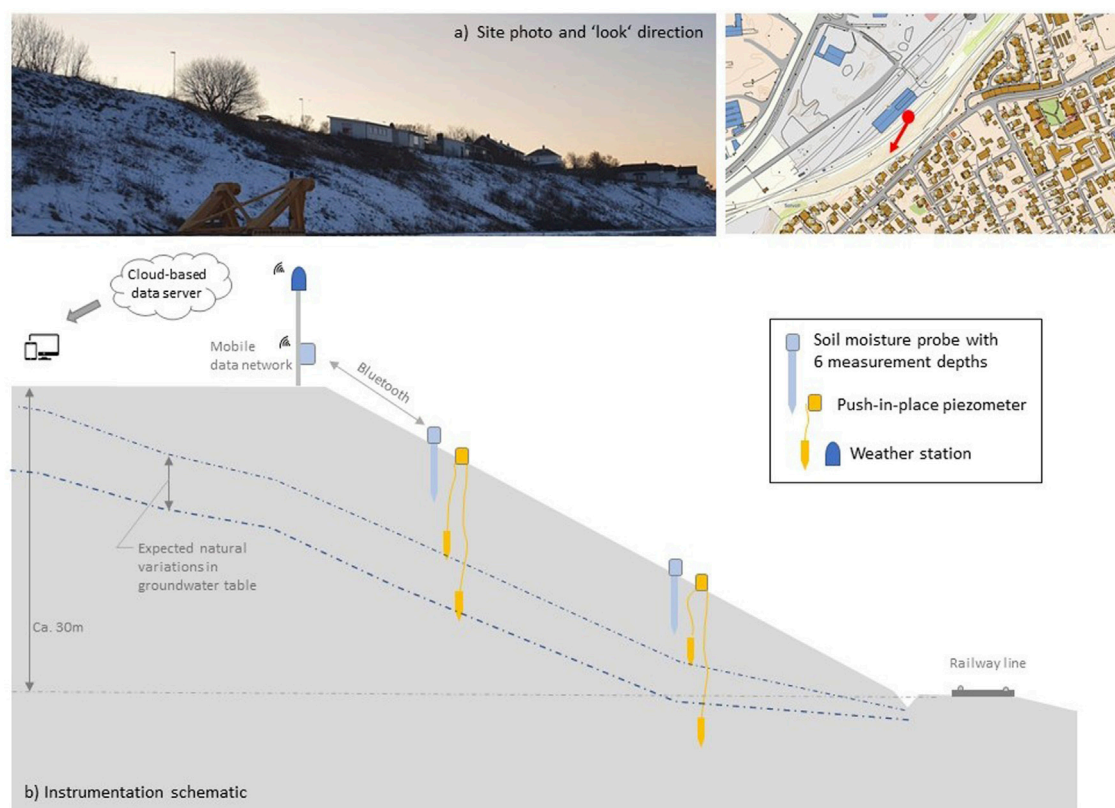 a) Site photo and ‘look‘ direction
Cloud-based
data server
Mobile
data network
Bluetooth
Soil moisture probe with
6 measurement depths
Push-in-place piezometer
Weather station
Expected natural
variations in
groundwater table
Ca. 30m
Railway line
b) Instrumentation schematic